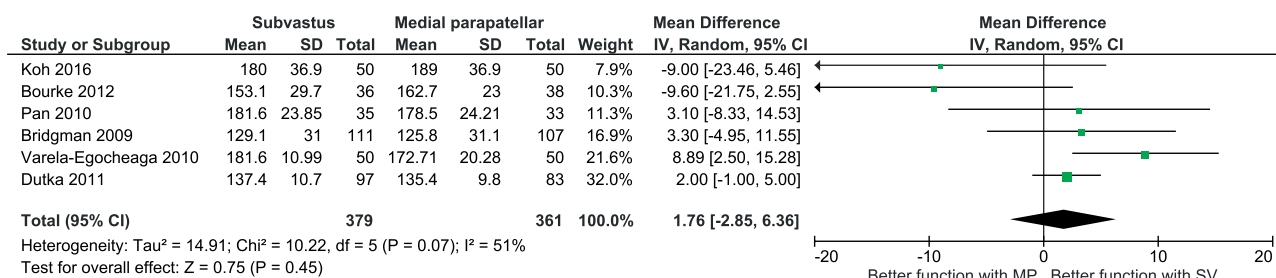 Subvastus Medial parapatellar Mean Difference Mean Difference
Study or Subgroup Mean SD Total Mean SD Total Weight IV, Random, 95% CI IV, Random, 95% CI
Koh 2016 180 36.9 50 189 36.9 50 7.9% -9.00 [-23.46, 5.46]
Bourke 2012 153.1 29.7 36 162.7 23 38 10.3% -9.60 [-21.75, 2.55]
Pan 2010 181.6 23.85 35 178.5 24.21 33 11.3% 3.10 [-8.33, 14.53]
Bridgman 2009 129.1 31 111 125.8 31.1 107 16.9% 3.30 [-4.95, 11.55]
Varela-Egocheaga 2010 181.6 10.99 50 172.71 20.28 50 21.6% 8.89 [2.50, 15.28]
Dutka 2011 137.4 10.7 97 135.4 9.8 83 32.0% 2.00 [-1.00, 5.00]
Total (95% CI) 379 361 100.0% 1.76 [-2.85, 6.36]
Heterogeneity: Tau² = 14.91; Chi² = 10.22, df = 5 (P = 0.07); I² = 51%
Test for overall effect: Z = 0.75 (P = 0.45)
-20 -10 0 10 20
Better function with MP Better function with SV